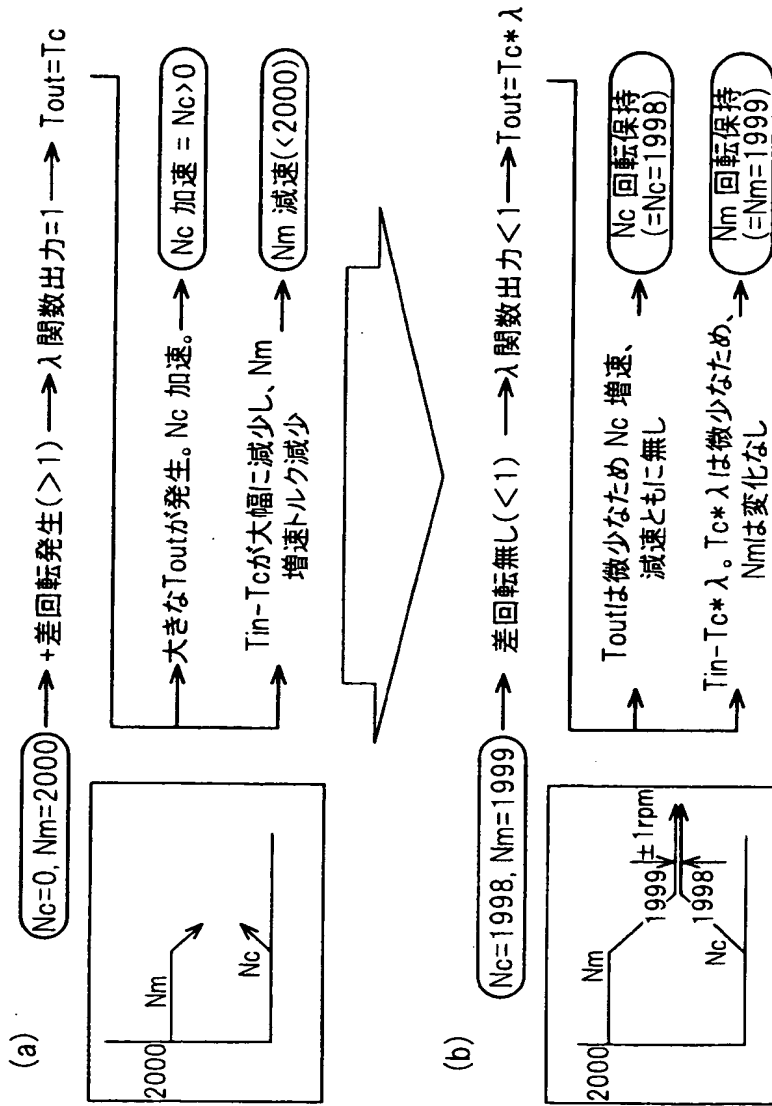 (a)
Nc=0, Nm=2000
+差回転発生(>1)
λ関数出力=1
Tout=Tc
大きなToutが発生。Nc 加速。
Nc 加速 = Nc>0
Tin-Tcが大幅に減少し、Nm
増速トルク減少
Nm 減速(<2000)
2000
Nm
Nc
(b)
Nc=1998, Nm=1999
差回転無し(<1)
λ関数出力<1
Tout=Tc*λ
Toutは微少なため Nc 増速、
減速ともに無し
Nc 回転保持
(=Nc=1998)
Tin-Tc*λ。Tc*λは微少なため、
Nmは変化なし
Nm 回転保持
(=Nm=1999)
2000
Nm
1999
±1rpm
1998
Nc